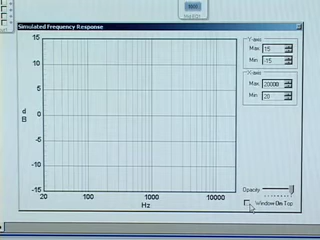 Simulated Frequency Response
15
10
5
0
-5
-10
-15
d
B
20
100
1000
10000
Hz
Y-axis
Max 15
Min -15
X-axis
Max 20000
Min 20
Opacity
Window On Top